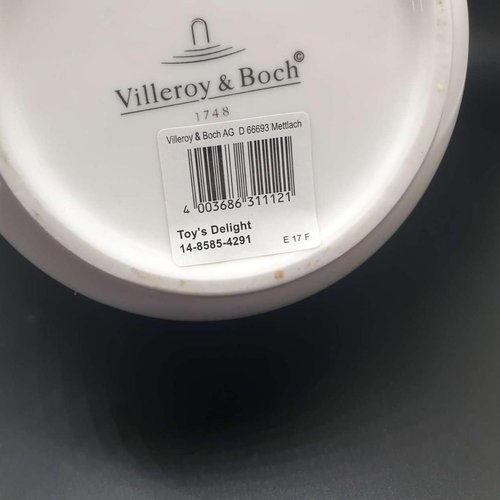 Villeroy & Boch©
1748
Villeroy & Boch AG D 66693 Mettlach
4 003686 311121
Toy's Delight
14-8585-4291
E 17 F